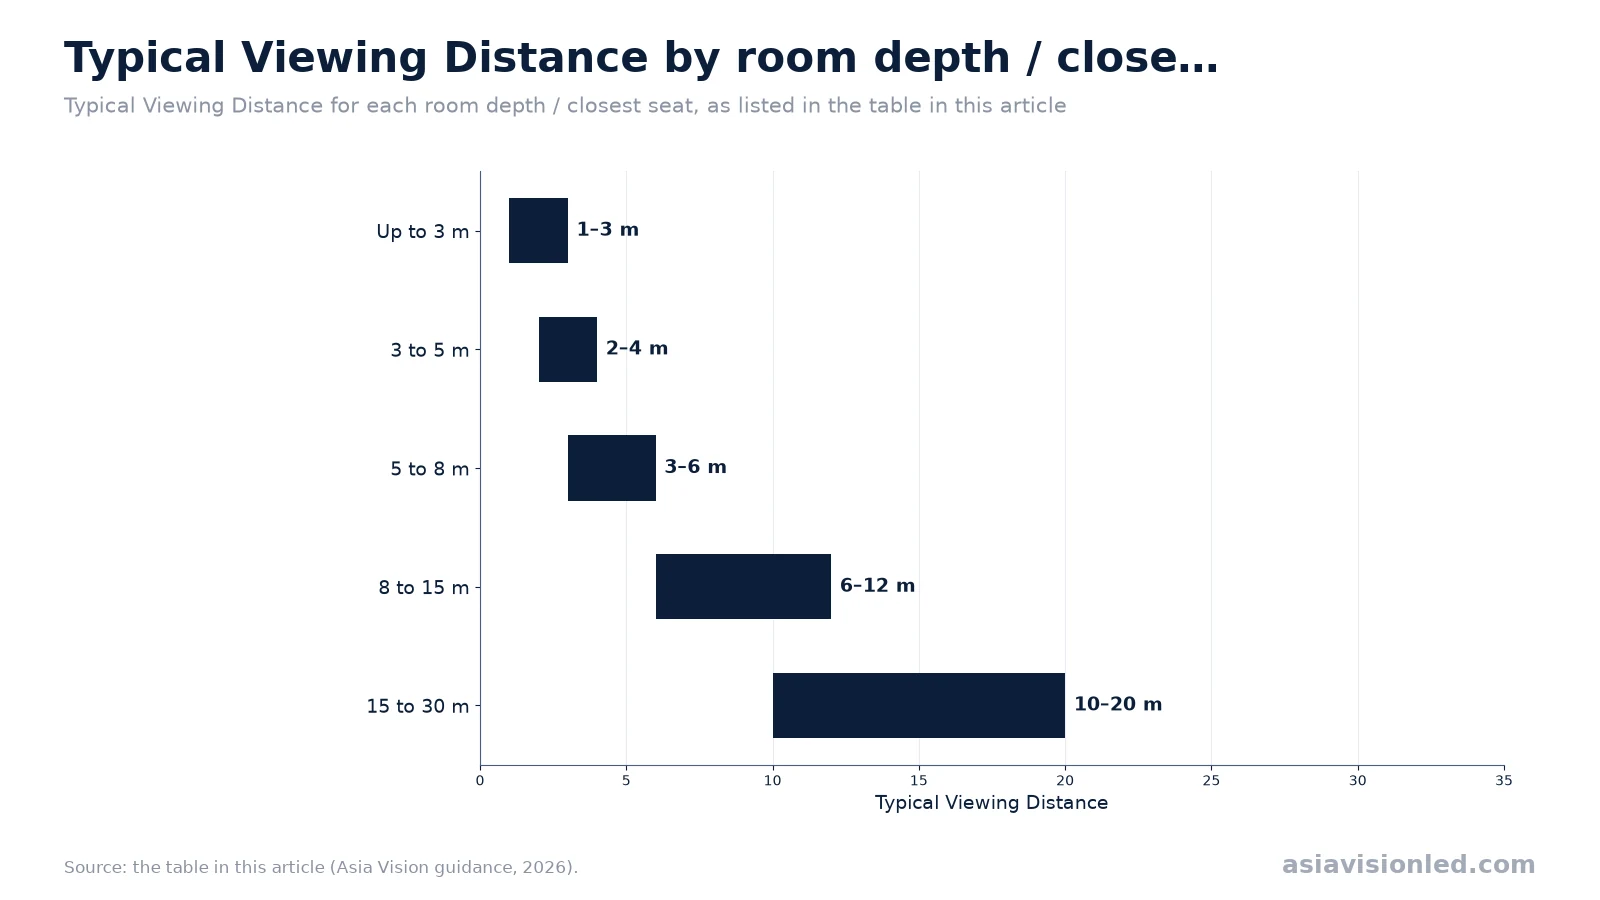 Typical Viewing Distance by room depth / close…
Typical Viewing Distance for each room depth / closest seat, as listed in the table in this article
Up to 3 m
1–3 m
3 to 5 m
2–4 m
5 to 8 m
3–6 m
8 to 15 m
6–12 m
15 to 30 m
10–20 m
0 5 10 15 20 25 30 35
Typical Viewing Distance
Source: the table in this article (Asia Vision guidance, 2026).
asiavisionled.com